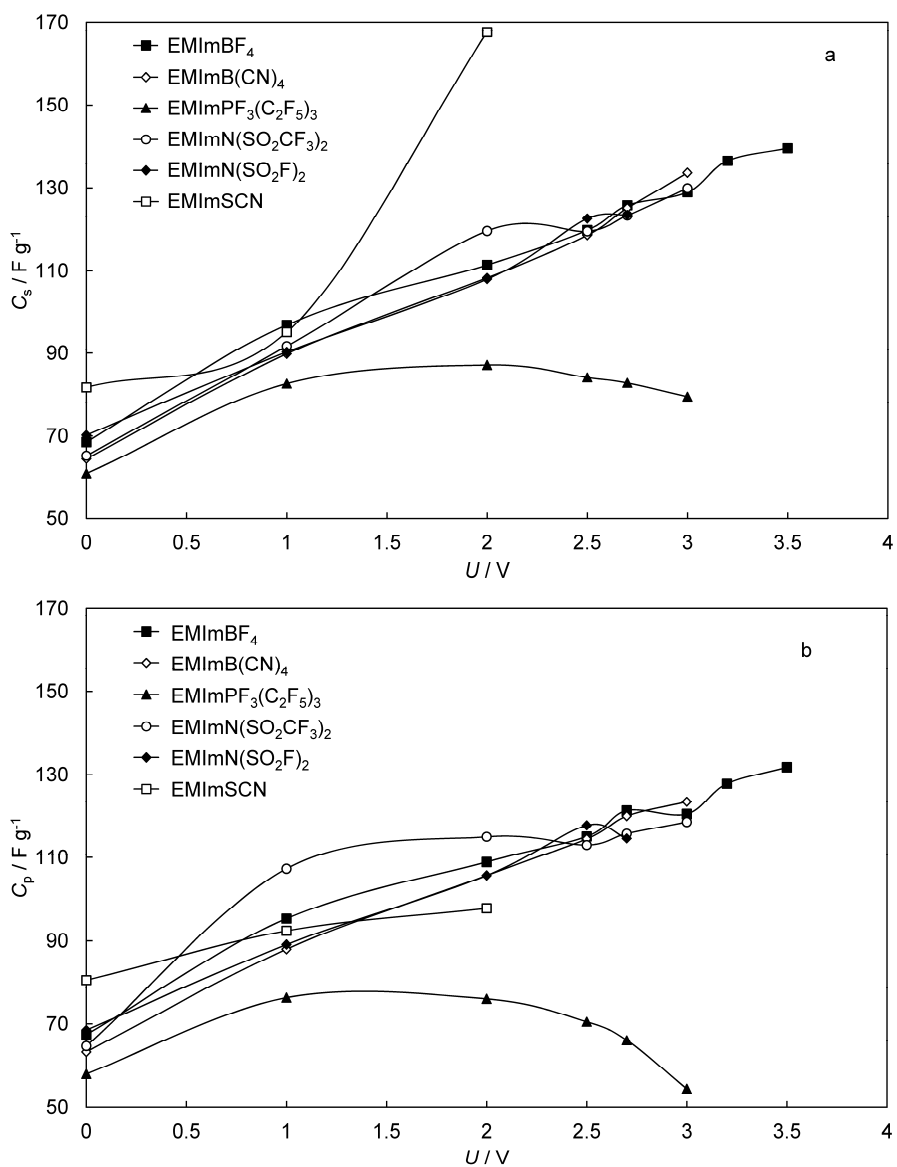 a
EMImBF₄
EMImB(CN)₄
EMImPF₃(C₂F₅)₃
EMImN(SO₂CF₃)₂
EMImN(SO₂F)₂
EMImSCN
170
150
130
110
90
70
50
Cₛ / F g⁻¹
0 0.5 1 1.5 2 2.5 3 3.5 4
U / V
b
EMImBF₄
EMImB(CN)₄
EMImPF₃(C₂F₅)₃
EMImN(SO₂CF₃)₂
EMImN(SO₂F)₂
EMImSCN
170
150
130
110
90
70
50
Cₚ / F g⁻¹
0 0.5 1 1.5 2 2.5 3 3.5 4
U / V